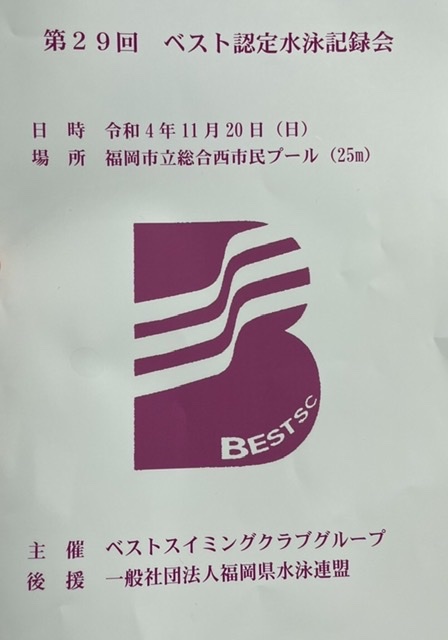 第２９回　ベスト認定水泳記録会
日　時　令和４年１１月２０日（日）
場　所　福岡市立総合西市民プール（25m）
BESTSC
主　催　ベストスイミングクラブグループ
後　援　一般社団法人福岡県水泳連盟